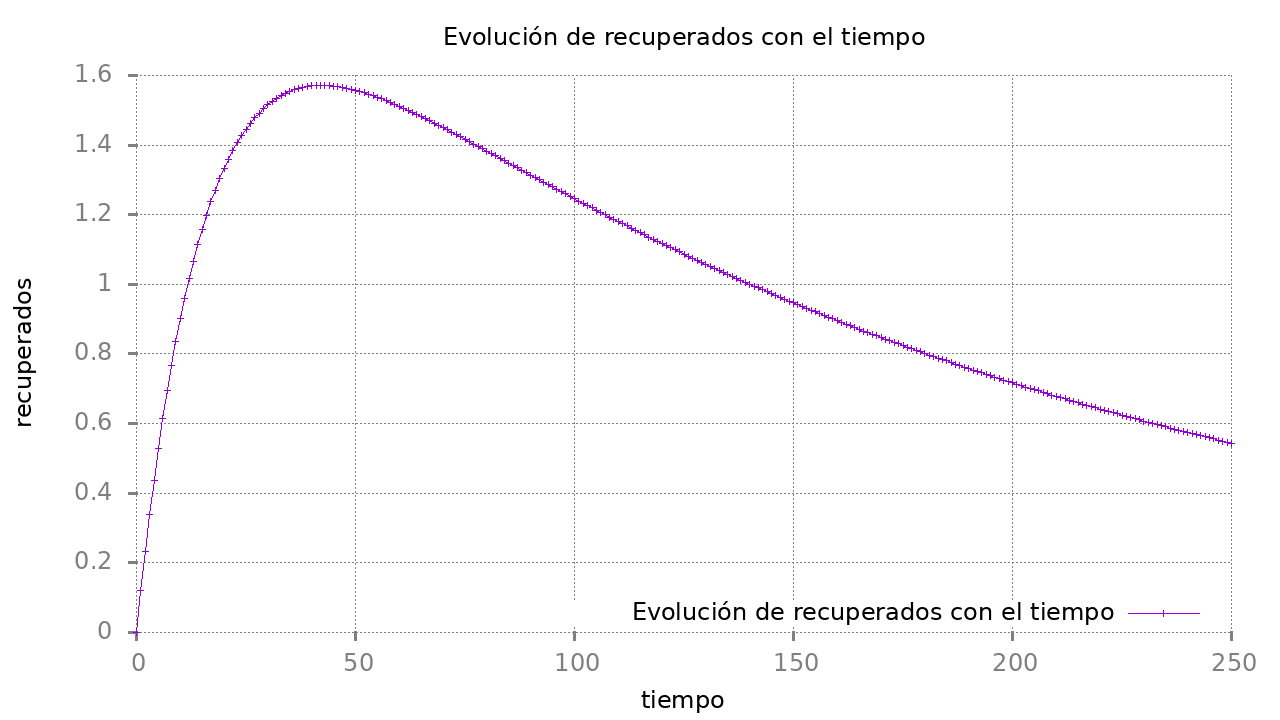 Evolución de recuperados con el tiempo
1.6
1.4
1.2
1
0.8
0.6
0.4
0.2
0
recuperados
Evolución de recuperados con el tiempo
0 50 100 150 200 250
tiempo